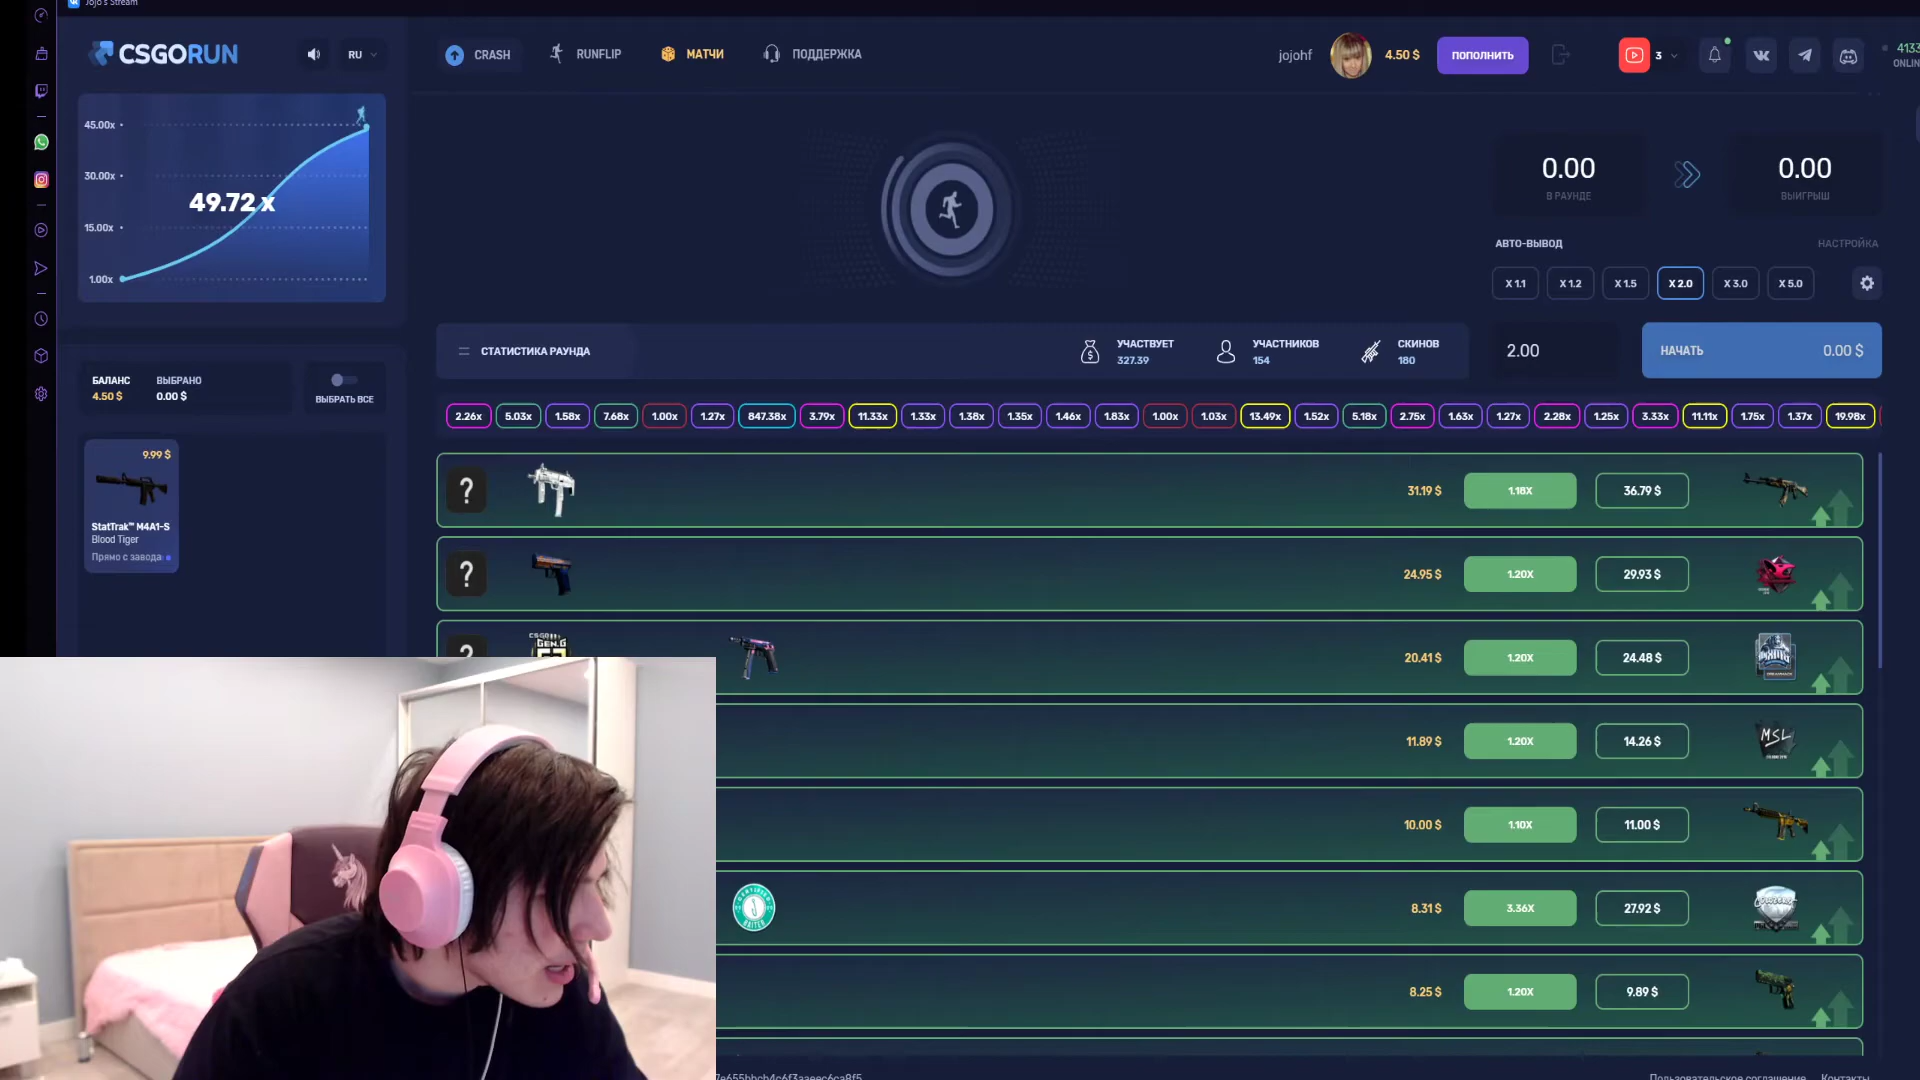 Jojo's Stream
CSGORUN
RU
CRASH
RUNFLIP
МАТЧИ
ПОДДЕРЖКА
jojohf
4.50 $
ПОПОЛНИТЬ
3
4133
ONLIN
45.00x
30.00x
15.00x
1.00x
49.72 x
0.00
В РАУНДЕ
0.00
ВЫИГРЫШ
АВТО-ВЫВОД
НАСТРОЙКА
X 1.1
X 1.2
X 1.5
X 2.0
X 3.0
X 5.0
СТАТИСТИКА РАУНДА
УЧАСТВУЕТ
327.39
УЧАСТНИКОВ
154
СКИНОВ
180
2.00
НАЧАТЬ
0.00 $
БАЛАНС
4.50 $
ВЫБРАНО
0.00 $
ВЫБРАТЬ ВСЕ
2.26x 5.03x 1.58x 7.68x 1.00x 1.27x 847.38x 3.79x 11.33x 1.33x 1.38x 1.35x 1.46x 1.83x 1.00x 1.03x 13.49x 1.52x 5.18x 2.75x 1.63x 1.27x 2.28x 1.25x 3.33x 11.11x 1.75x 1.37x 19.98x
9.99 $
StatTrak™ M4A1-S
Blood Tiger
Прямо с завода
?
31.19 $
1.18X
36.79 $
?
24.95 $
1.20X
29.93 $
?
GEN.G
20.41 $
1.20X
24.48 $
11.89 $
1.20X
14.26 $
MSL
10.00 $
1.10X
11.00 $
8.31 $
3.36X
27.92 $
8.25 $
1.20X
9.89 $
Пользовательское соглашение
Контакты